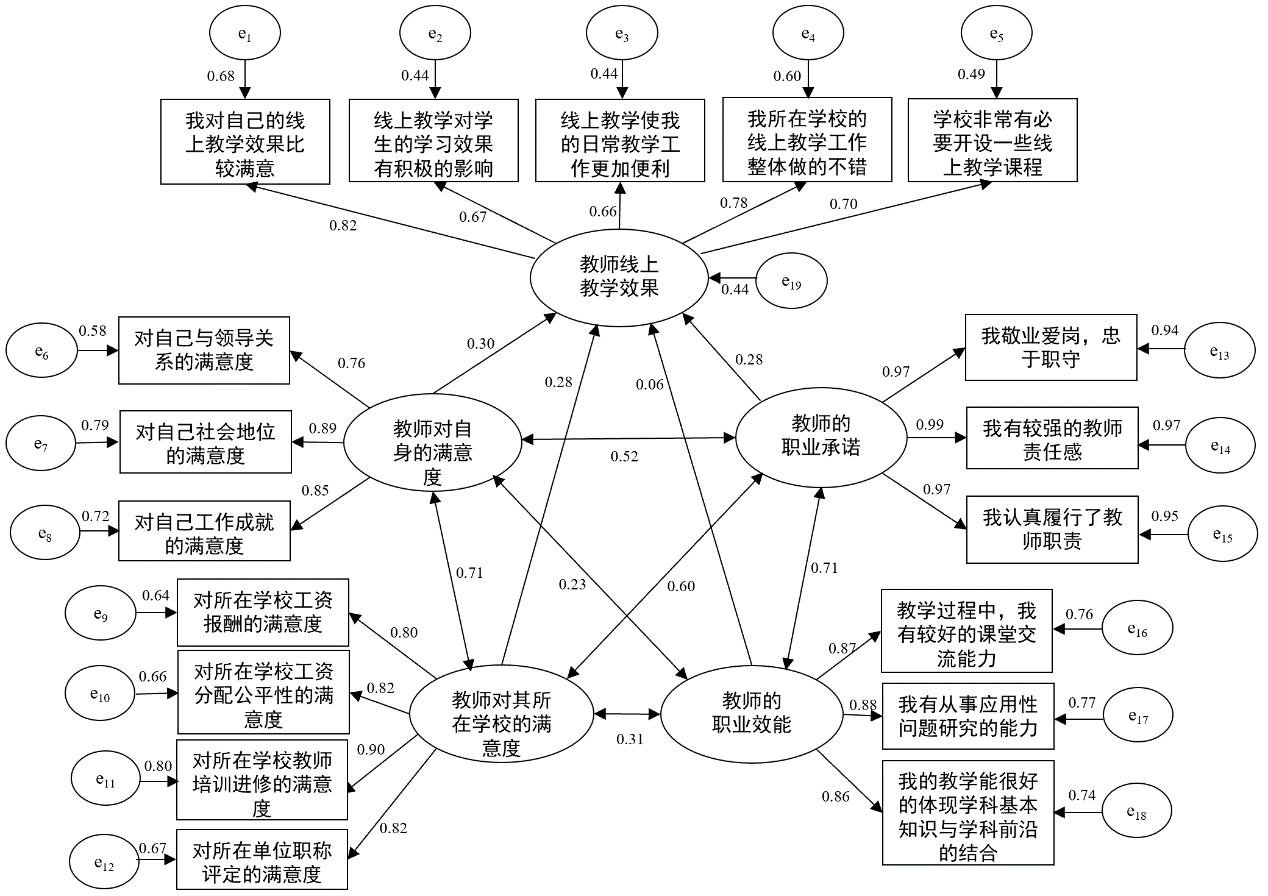 e1
e2
e3
e4
e5
0.68
0.44
0.44
0.60
0.49
我对自己的线
上教学效果比
较满意
线上教学对学
生的学习效果
有积极的影响
线上教学使我
的日常教学工
作更加便利
我所在学校的
线上教学工作
整体做的不错
学校非常有必
要开设一些线
上教学课程
0.82
0.67
0.66
0.78
0.70
教师线上
教学效果
0.44
e19
e6
0.58
对自己与领导关
系的满意度
0.76
0.30
0.28
0.06
0.28
0.97
我敬业爱岗，忠
于职守
0.94
e13
e7
0.79
对自己社会地位
的满意度
0.89
教师对自
身的满意
度
0.52
教师的
职业承诺
0.99
我有较强的教师
责任感
0.97
e14
e8
0.72
对自己工作成就
的满意度
0.85
0.97
我认真履行了教
师职责
0.95
e15
0.71
0.23
0.60
0.71
e9
0.64
对所在学校工资
报酬的满意度
0.80
e10
0.66
对所在学校工资
分配公平性的满
意度
0.82
e11
0.80
对所在学校教师
培训进修的满意
度
0.90
e12
0.67
对所在单位职称
评定的满意度
0.82
教师对其所
在学校的满
意度
0.31
教师的
职业效能
0.87
教学过程中，我
有较好的课堂交
流能力
0.76
e16
0.88
我有从事应用性
问题研究的能力
0.77
e17
0.86
我的教学能很好
的体现学科基本
知识与学科前沿
的结合
0.74
e18